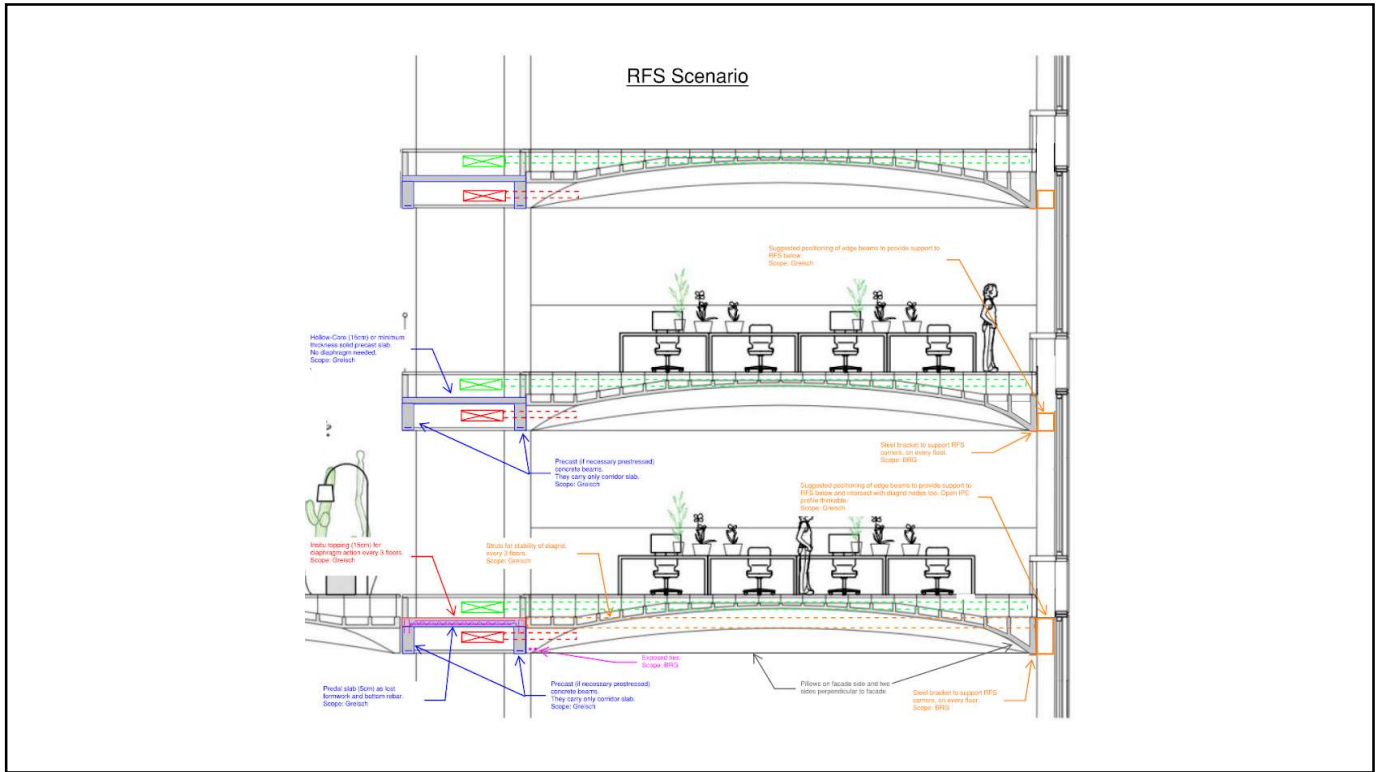 RFS Scenario
Suggested positioning of edge beams to provide support to
RFS below.
Scope: Greisch
Hollow-Core (15cm) or minimum
thickness solid precast slab.
No diaphragm needed.
Scope: Greisch
Steel bracket to support RFS
corners, on every floor.
Scope: BRG
Precast (if necessary prestressed)
concrete beams.
They carry only corridor slab.
Scope: Greisch
Suggested positioning of edge beams to provide support to
RFS below and intersect with diagrid nodes too. Open IPE
profile thinkable.
Scope: Greisch
Insitu topping (15cm) for
diaphragm action every 3 floors.
Scope: Greisch
Struts for stability of diagrid,
every 3 floors.
Scope: Greisch
Exposed ties.
Scope: BRG
Predal slab (5cm) as lost
formwork and bottom rebar.
Scope: Greisch
Precast (if necessary prestressed)
concrete beams.
They carry only corridor slab.
Scope: Greisch
Pillows on facade side and two
sides perpendicular to facade
Steel bracket to support RFS
corners, on every floor.
Scope: BRG